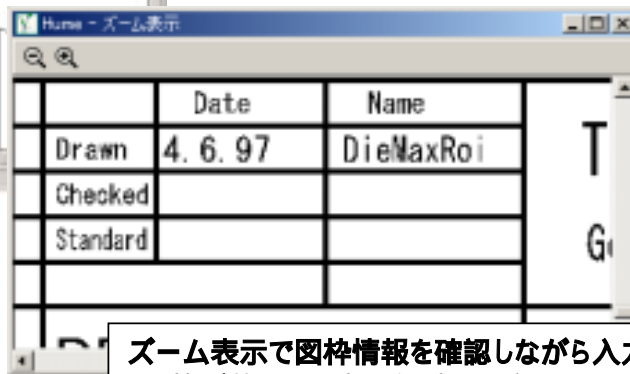 Hume - ズーム表示
Date Name
Drawn 4.6.97 DieMaxRoi
Checked
Standard
ズーム表示で図枠情報を確認しながら入